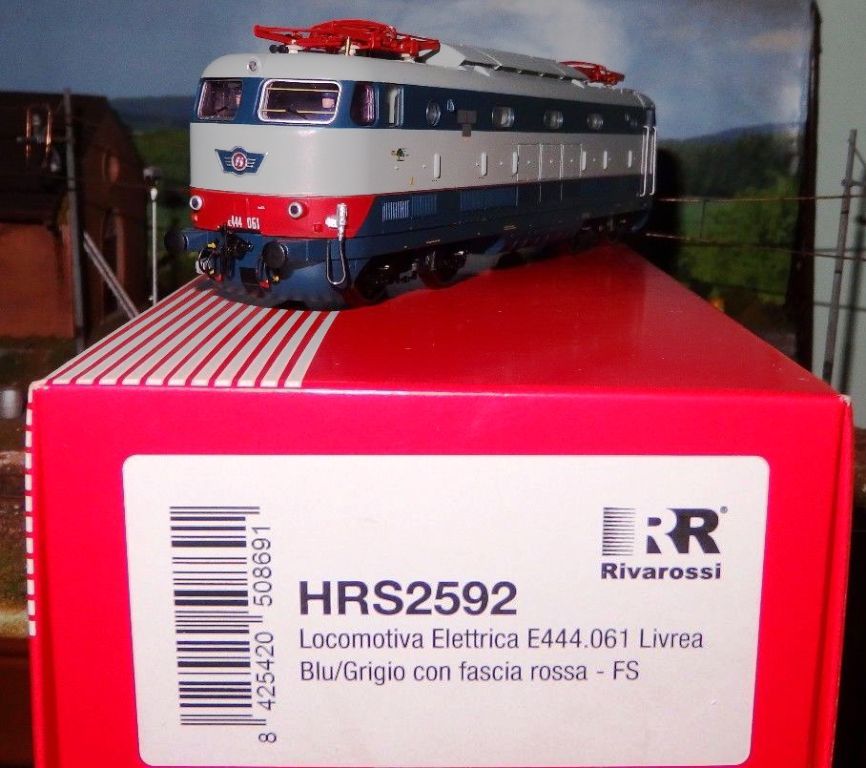 FS
E444 061
RR®
Rivarossi
HRS2592
Locomotiva Elettrica E444.061 Livrea
Blu/Grigio con fascia rossa - FS
8 425420 508691